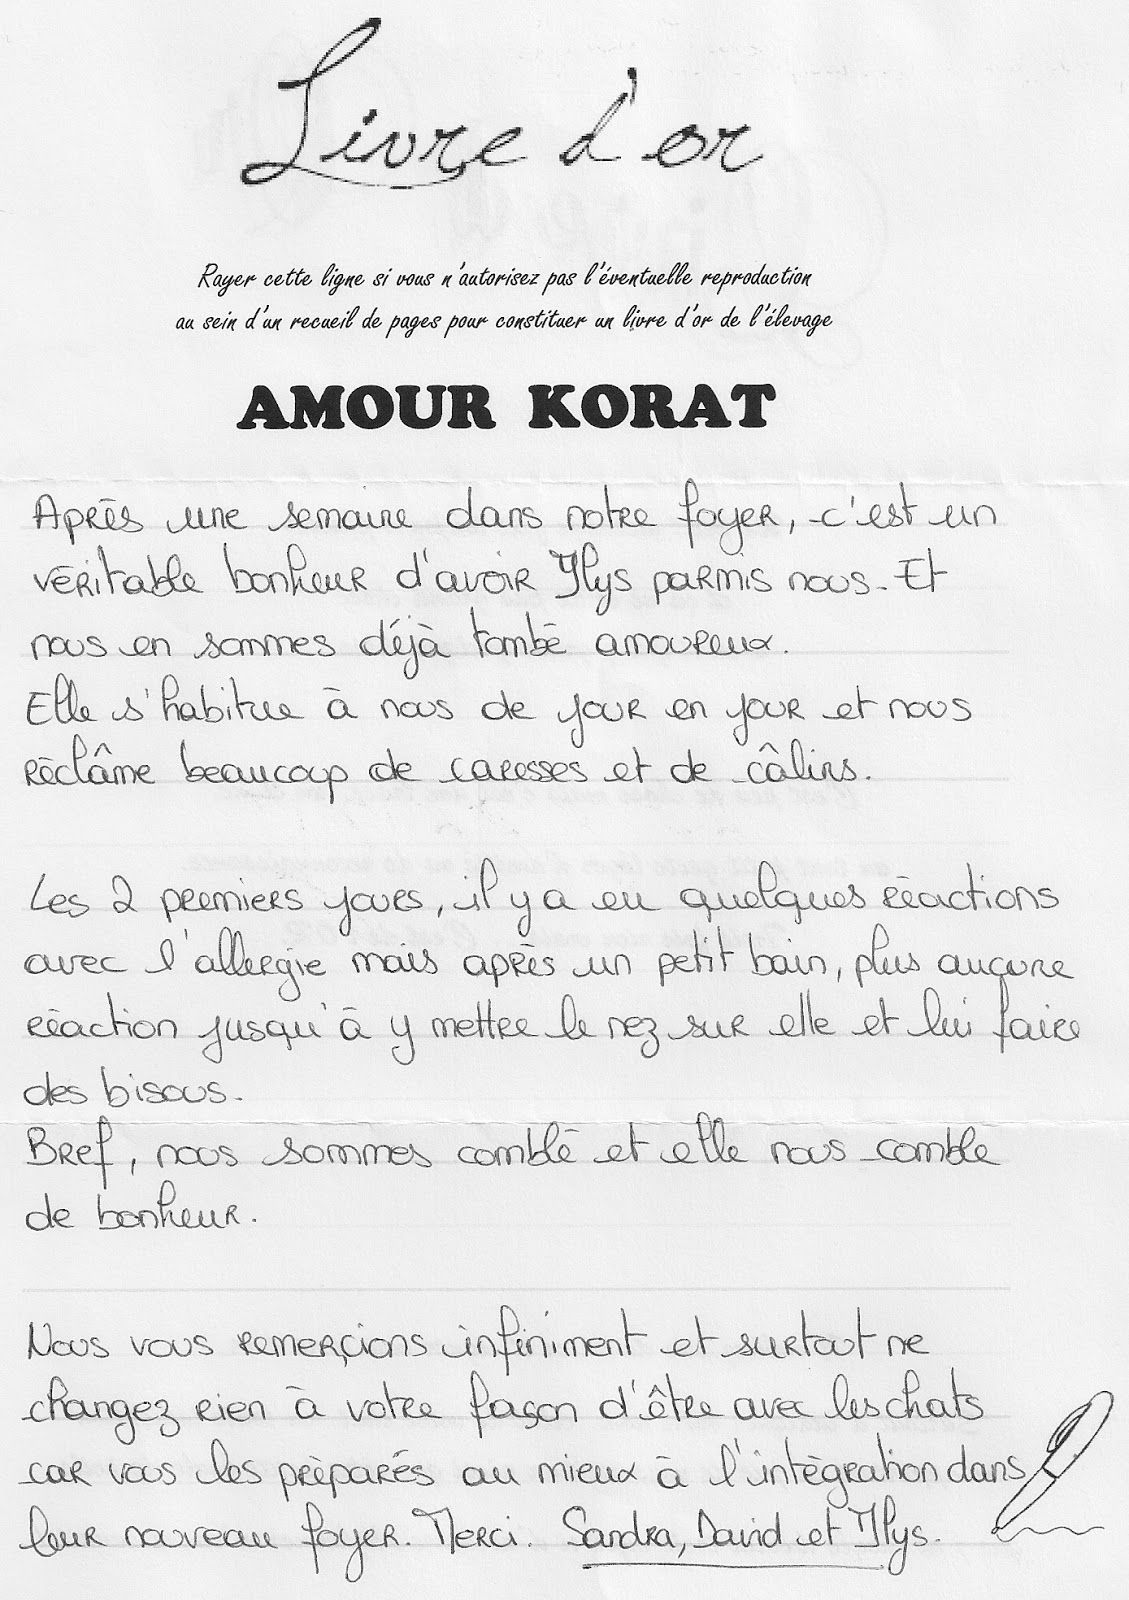 Livre d'or
Rayer cette ligne si vous n'autorisez pas l'éventuelle reproduction
au sein d'un recueil de pages pour constituer un livre d'or de l'élevage
AMOUR KORAT
Après une semaine dans notre foyer, c'est un
véritable bonheur d'avoir Ilys parmis nous. Et
nous en sommes déjà tombé amoureux.
Elle s'habitue à nous de jour en jour et nous
réclâme beaucoup de caresses et de câlins.
Les 2 premiers jours, il y a eu quelques réactions
avec l'allergie mais après un petit bain, plus auçune
réaction jusqu'à y mettre le nez sur elle et lui faire
des bisous.
Bref, nous sommes comblé et elle nous comble
de bonheur.
Nous vous remerçions infiniment et surtout ne
changez rien à votre façon d'être avec les chats
car vous les préparés au mieux à l'intégration dans
leur nouveau foyer. Merci. Sandra, David et Ilys.